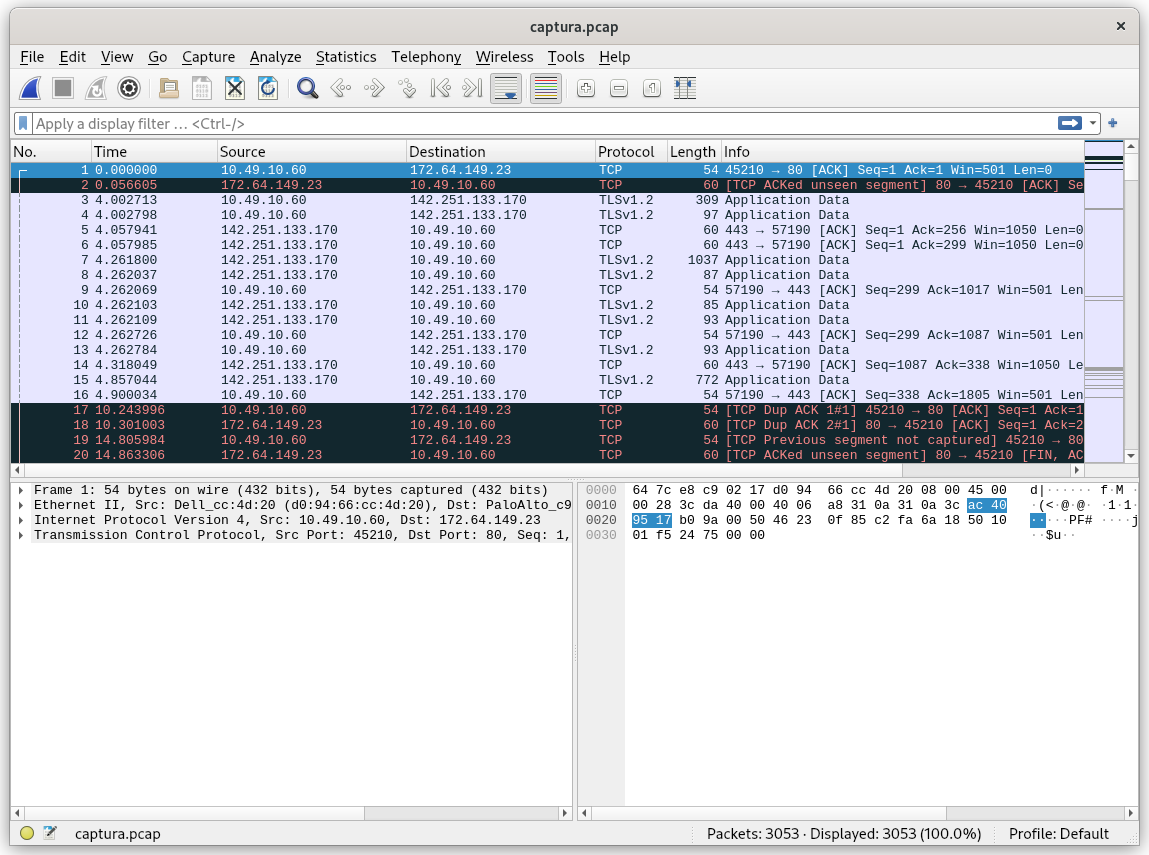 captura.pcap
File Edit View Go Capture Analyze Statistics Telephony Wireless Tools Help
Apply a display filter … <Ctrl-/>
No. Time Source Destination Protocol Length Info
1 0.000000 10.49.10.60 172.64.149.23 TCP 54 45210 → 80 [ACK] Seq=1 Ack=1 Win=501 Len=0
2 0.056605 172.64.149.23 10.49.10.60 TCP 60 [TCP ACKed unseen segment] 80 → 45210 [ACK] Se
3 4.002713 10.49.10.60 142.251.133.170 TLSv1.2 309 Application Data
4 4.002798 10.49.10.60 142.251.133.170 TLSv1.2 97 Application Data
5 4.057941 142.251.133.170 10.49.10.60 TCP 60 443 → 57190 [ACK] Seq=1 Ack=256 Win=1050 Len=0
6 4.057985 142.251.133.170 10.49.10.60 TCP 60 443 → 57190 [ACK] Seq=1 Ack=299 Win=1050 Len=0
7 4.261800 142.251.133.170 10.49.10.60 TLSv1.2 1037 Application Data
8 4.262037 142.251.133.170 10.49.10.60 TLSv1.2 87 Application Data
9 4.262069 10.49.10.60 142.251.133.170 TCP 54 57190 → 443 [ACK] Seq=299 Ack=1017 Win=501 Len
10 4.262103 142.251.133.170 10.49.10.60 TLSv1.2 85 Application Data
11 4.262109 142.251.133.170 10.49.10.60 TLSv1.2 93 Application Data
12 4.262726 10.49.10.60 142.251.133.170 TCP 54 57190 → 443 [ACK] Seq=299 Ack=1087 Win=501 Len
13 4.262784 10.49.10.60 142.251.133.170 TLSv1.2 93 Application Data
14 4.318049 142.251.133.170 10.49.10.60 TCP 60 443 → 57190 [ACK] Seq=1087 Ack=338 Win=1050 Le
15 4.857044 142.251.133.170 10.49.10.60 TLSv1.2 772 Application Data
16 4.900034 10.49.10.60 142.251.133.170 TCP 54 57190 → 443 [ACK] Seq=338 Ack=1805 Win=501 Len
17 10.243996 10.49.10.60 172.64.149.23 TCP 54 [TCP Dup ACK 1#1] 45210 → 80 [ACK] Seq=1 Ack=1
18 10.301003 172.64.149.23 10.49.10.60 TCP 60 [TCP Dup ACK 2#1] 80 → 45210 [ACK] Seq=1 Ack=2
19 14.805984 10.49.10.60 172.64.149.23 TCP 54 [TCP Previous segment not captured] 45210 → 80
20 14.863306 172.64.149.23 10.49.10.60 TCP 60 [TCP ACKed unseen segment] 80 → 45210 [FIN, AC
Frame 1: 54 bytes on wire (432 bits), 54 bytes captured (432 bits)
Ethernet II, Src: Dell_cc:4d:20 (d0:94:66:cc:4d:20), Dst: PaloAlto_c9
Internet Protocol Version 4, Src: 10.49.10.60, Dst: 172.64.149.23
Transmission Control Protocol, Src Port: 45210, Dst Port: 80, Seq: 1,
0000 64 7c e8 c9 02 17 d0 94 66 cc 4d 20 08 00 45 00 d|······ f·M ··
0010 00 28 3c da 40 00 40 06 a8 31 0a 31 0a 3c ac 40 ·(<·@·@· ·1·1·
0020 95 17 b0 9a 00 50 46 23 0f 85 c2 fa 6a 18 50 10 ·····PF# ····j
0030 01 f5 24 75 00 00 ··$u··
captura.pcap Packets: 3053 · Displayed: 3053 (100.0%) Profile: Default